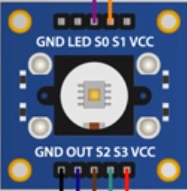 GND LED S0 S1 VCC
GND OUT S2 S3 VCC